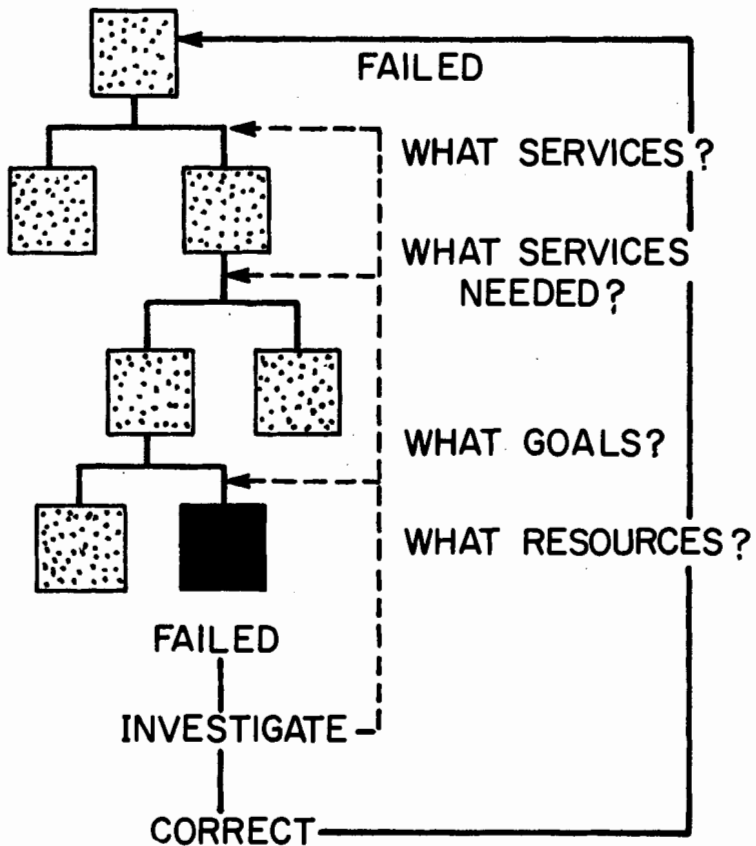 FAILED
WHAT SERVICES?
WHAT SERVICES
NEEDED?
WHAT GOALS?
WHAT RESOURCES?
FAILED
INVESTIGATE
CORRECT